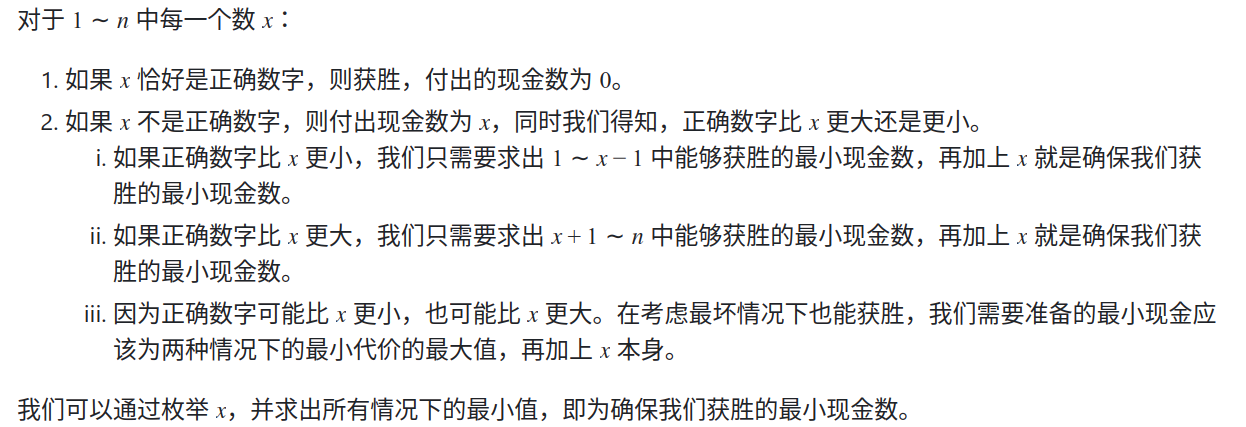 对于 1 ∼ n 中每一个数 x：
1. 如果 x 恰好是正确数字，则获胜，付出的现金数为 0。
2. 如果 x 不是正确数字，则付出现金数为 x，同时我们得知，正确数字比 x 更大还是更小。
i. 如果正确数字比 x 更小，我们只需要求出 1 ∼ x − 1 中能够获胜的最小现金数，再加上 x 就是确保我们获
胜的最小现金数。
ii. 如果正确数字比 x 更大，我们只需要求出 x + 1 ∼ n 中能够获胜的最小现金数，再加上 x 就是确保我们获
胜的最小现金数。
iii. 因为正确数字可能比 x 更小，也可能比 x 更大。在考虑最坏情况下也能获胜，我们需要准备的最小现金应
该为两种情况下的最小代价的最大值，再加上 x 本身。
我们可以通过枚举 x，并求出所有情况下的最小值，即为确保我们获胜的最小现金数。